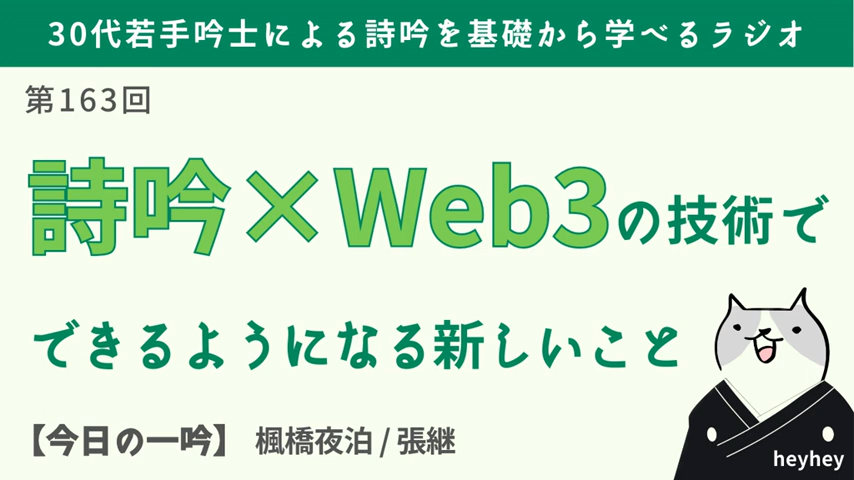 30代若手吟士による詩吟を基礎から学べるラジオ
第163回
詩吟×Web3の技術で
できるようになる新しいこと
【今日の一吟】 楓橋夜泊 / 張継
heyhey